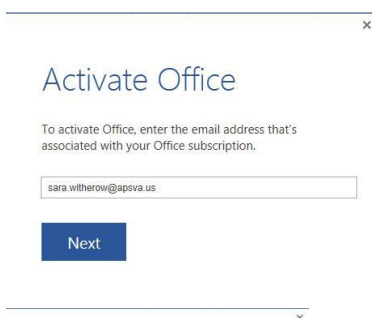 Activate Office
To activate Office, enter the email address that's
associated with your Office subscription.
sara.witherow@apsva.us
Next